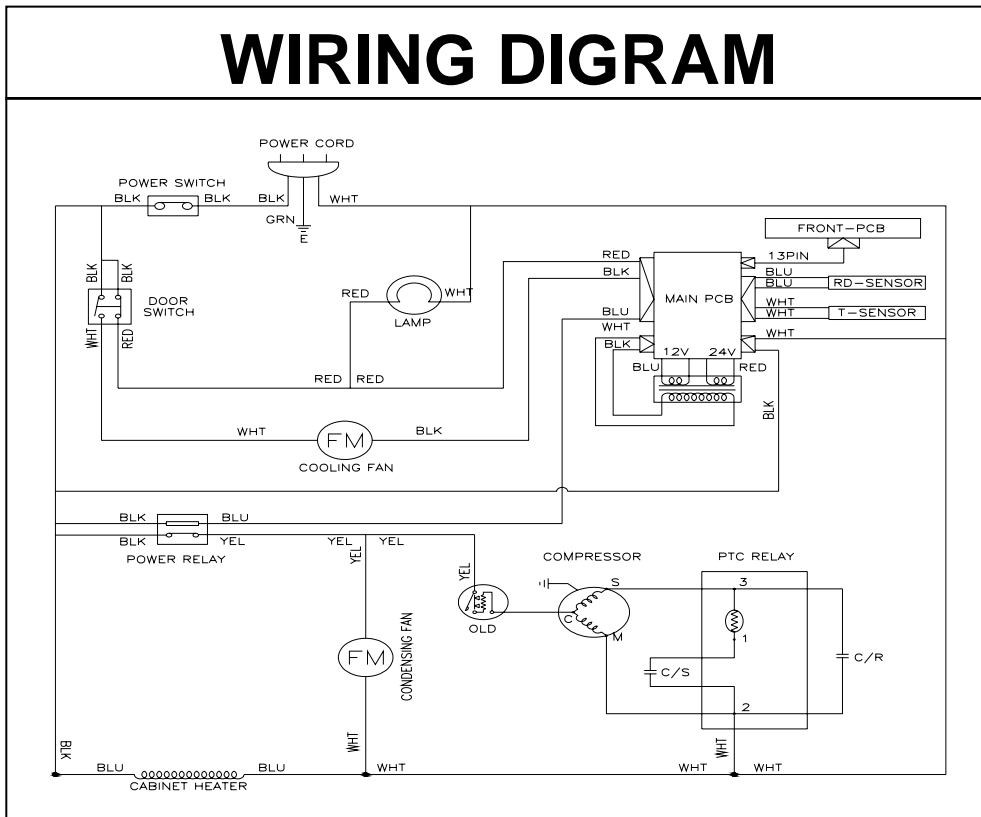 WIRING DIGRAM
POWER CORD
POWER SWITCH
BLK BLK BLK WHT
GRN
E
FRONT-PCB
13PIN
RED
BLK
BLU
BLU
RD-SENSOR
BLK BLK
DOOR
SWITCH
RED WHT
LAMP
MAIN PCB
WHT
WHT
T-SENSOR
BLU
WHT
WHT
BLK
12V 24V
BLU RED
WHT RED
RED RED
BLK
WHT FM BLK
COOLING FAN
BLK BLU
BLK YEL YEL YEL
POWER RELAY
YEL
YEL
OLD
COMPRESSOR
S
C
M
PTC RELAY
3
1
2
C/S
C/R
FM
CONDENSING FAN
WHT
WHT
BLK
BLU BLU WHT WHT WHT
CABINET HEATER